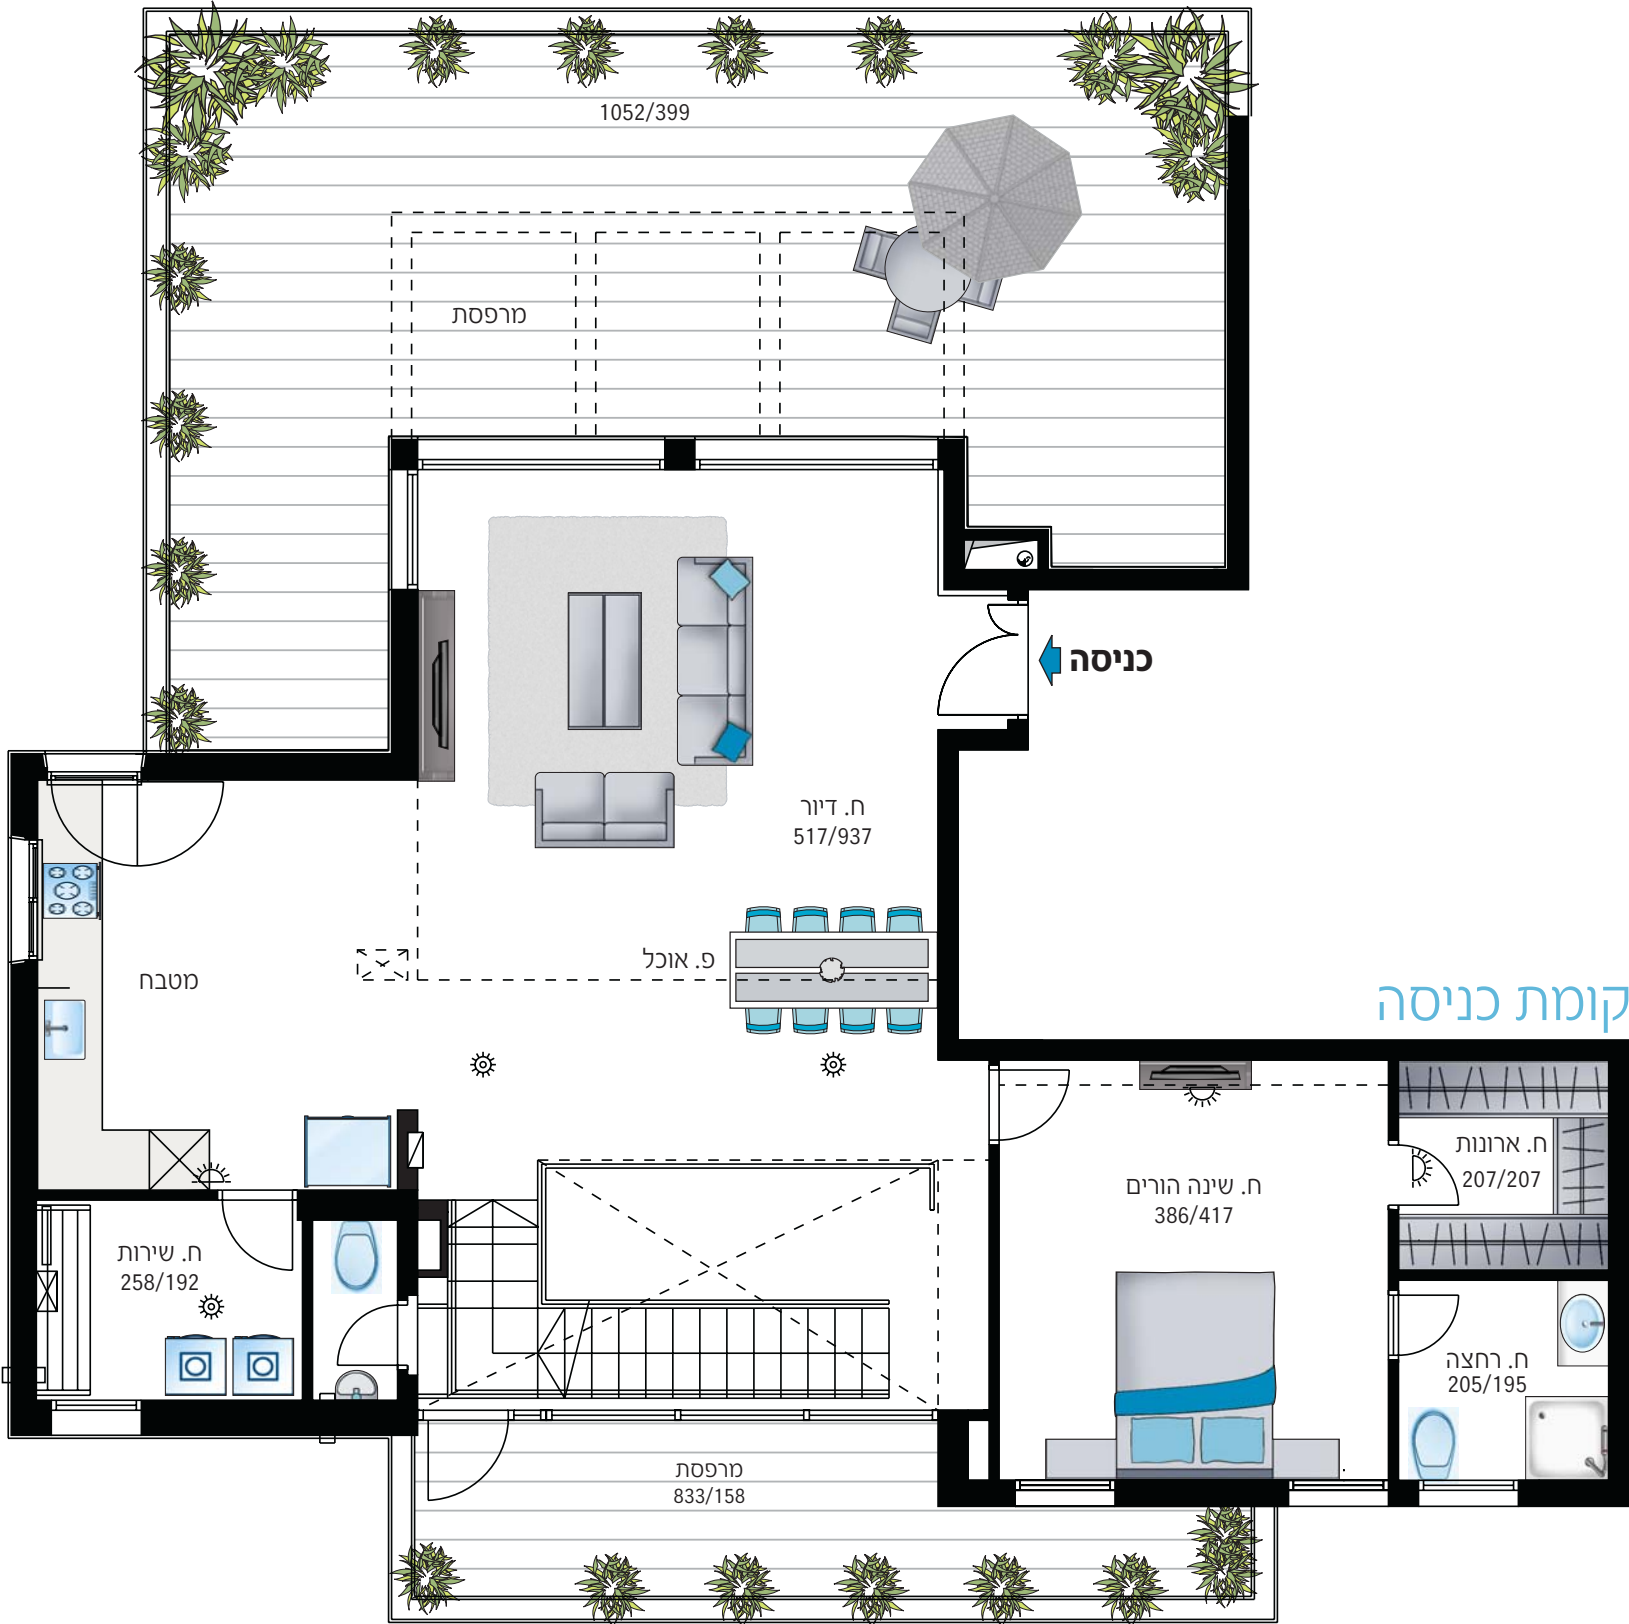 1052/399
מרפסת
כניסה
ח. דיור
517/937
פ. אוכל
מטבח
קומת כניסה
ח. ארונות
207/207
ח. שינה הורים
386/417
ח. שירות
258/192
ח. רחצה
205/195
מרפסת
833/158